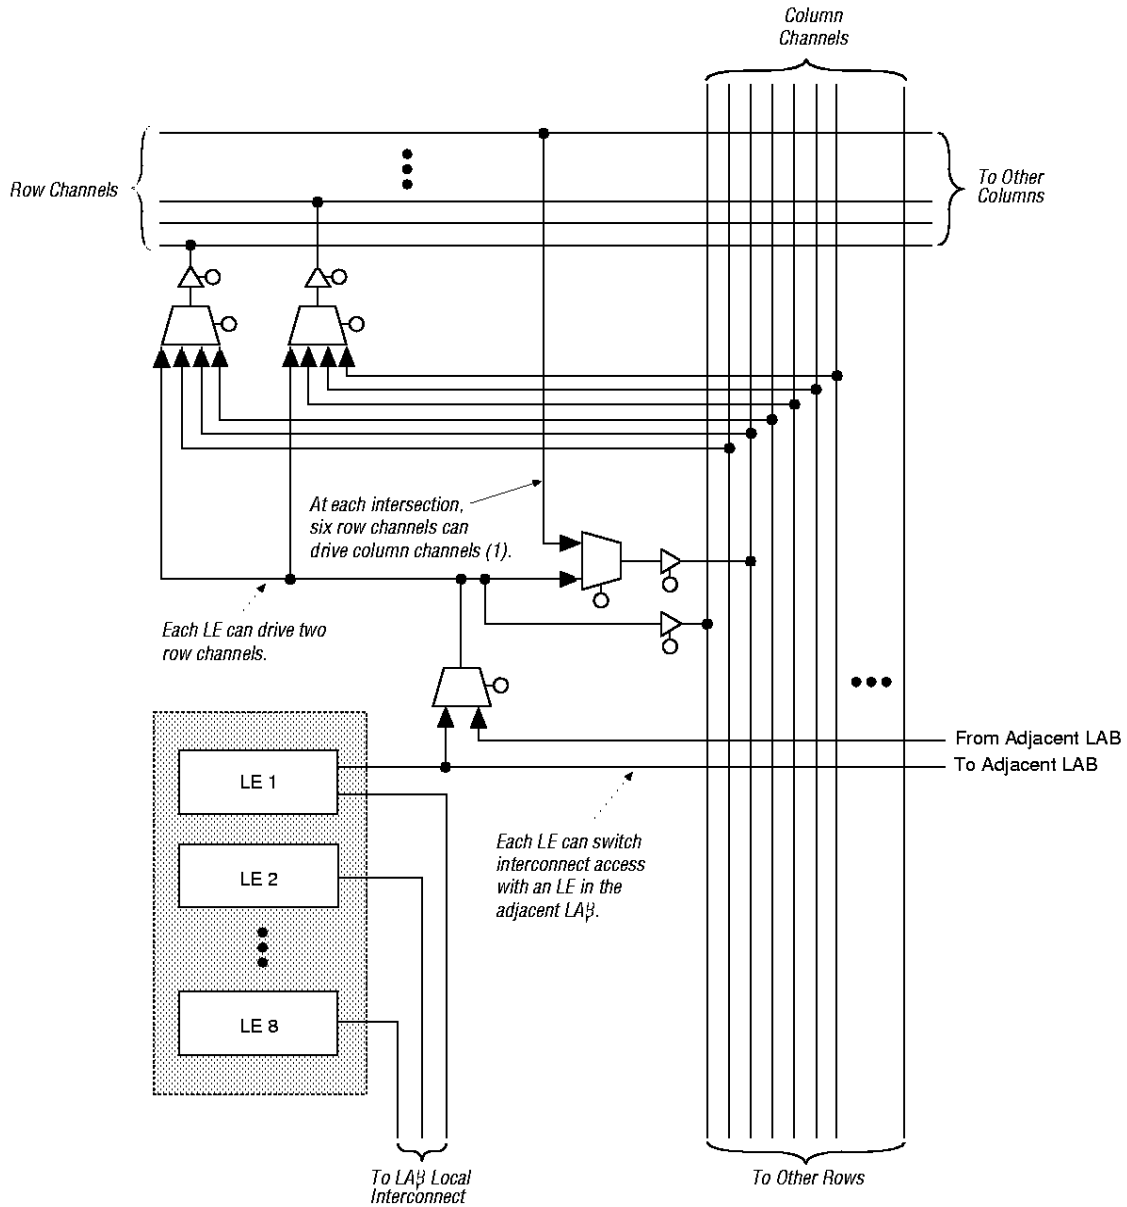 Column
Channels
Row Channels
To Other
Columns
At each intersection,
six row channels can
drive column channels (1).
Each LE can drive two
row channels.
From Adjacent LAB
To Adjacent LAB
LE 1
Each LE can switch
interconnect access
with an LE in the
adjacent LAβ.
LE 2
LE 8
To LAβ Local
Interconnect
To Other Rows